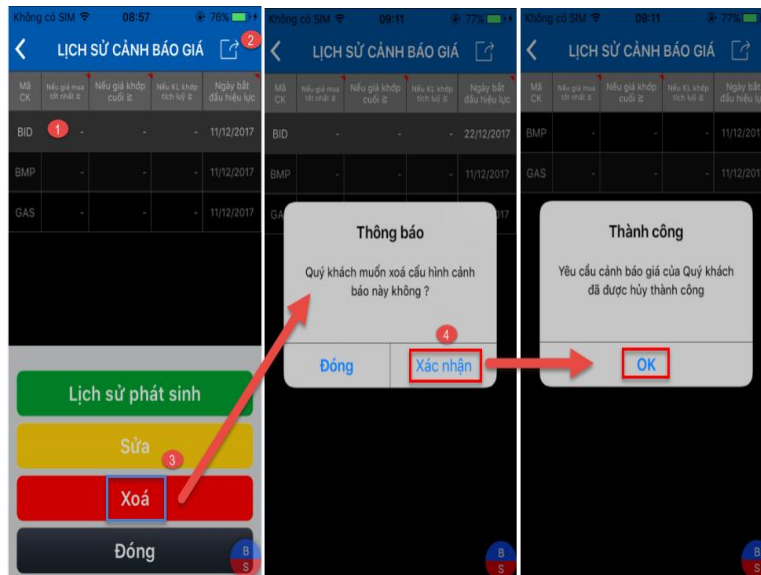 Không có SIM 08:57 76%
LỊCH SỬ CẢNH BÁO GIÁ 2
Mã CK Nếu giá mua tốt nhất ≥ Nếu giá khớp cuối ≥ Nếu KL khớp tích luỹ ≥ Ngày bắt đầu hiệu lực
BID 1 - - - 11/12/2017
BMP - - - 11/12/2017
GAS - - - 11/12/2017
Lịch sử phát sinh
Sửa
3
Xoá
Đóng
B
S
Không có SIM 09:11 77%
LỊCH SỬ CẢNH BÁO GIÁ
Mã CK Nếu giá mua tốt nhất ≥ Nếu giá khớp cuối ≥ Nếu KL khớp tích luỹ ≥ Ngày bắt đầu hiệu lực
BID - - - 22/12/2017
BMP - - - 11/12/2017
GA 017
Thông báo
Quý khách muốn xoá cấu hình cảnh
báo này không ?
4
Đóng Xác nhận
B
S
Không có SIM 09:11 77%
LỊCH SỬ CẢNH BÁO GIÁ
Mã CK Nếu giá mua tốt nhất ≥ Nếu giá khớp cuối ≥ Nếu KL khớp tích luỹ ≥ Ngày bắt đầu hiệu lực
BMP - - - 11/12/201
GAS - - - 11/12/201
Thành công
Yêu cầu cảnh báo giá của Quý khách
đã được hủy thành công
OK
B
S